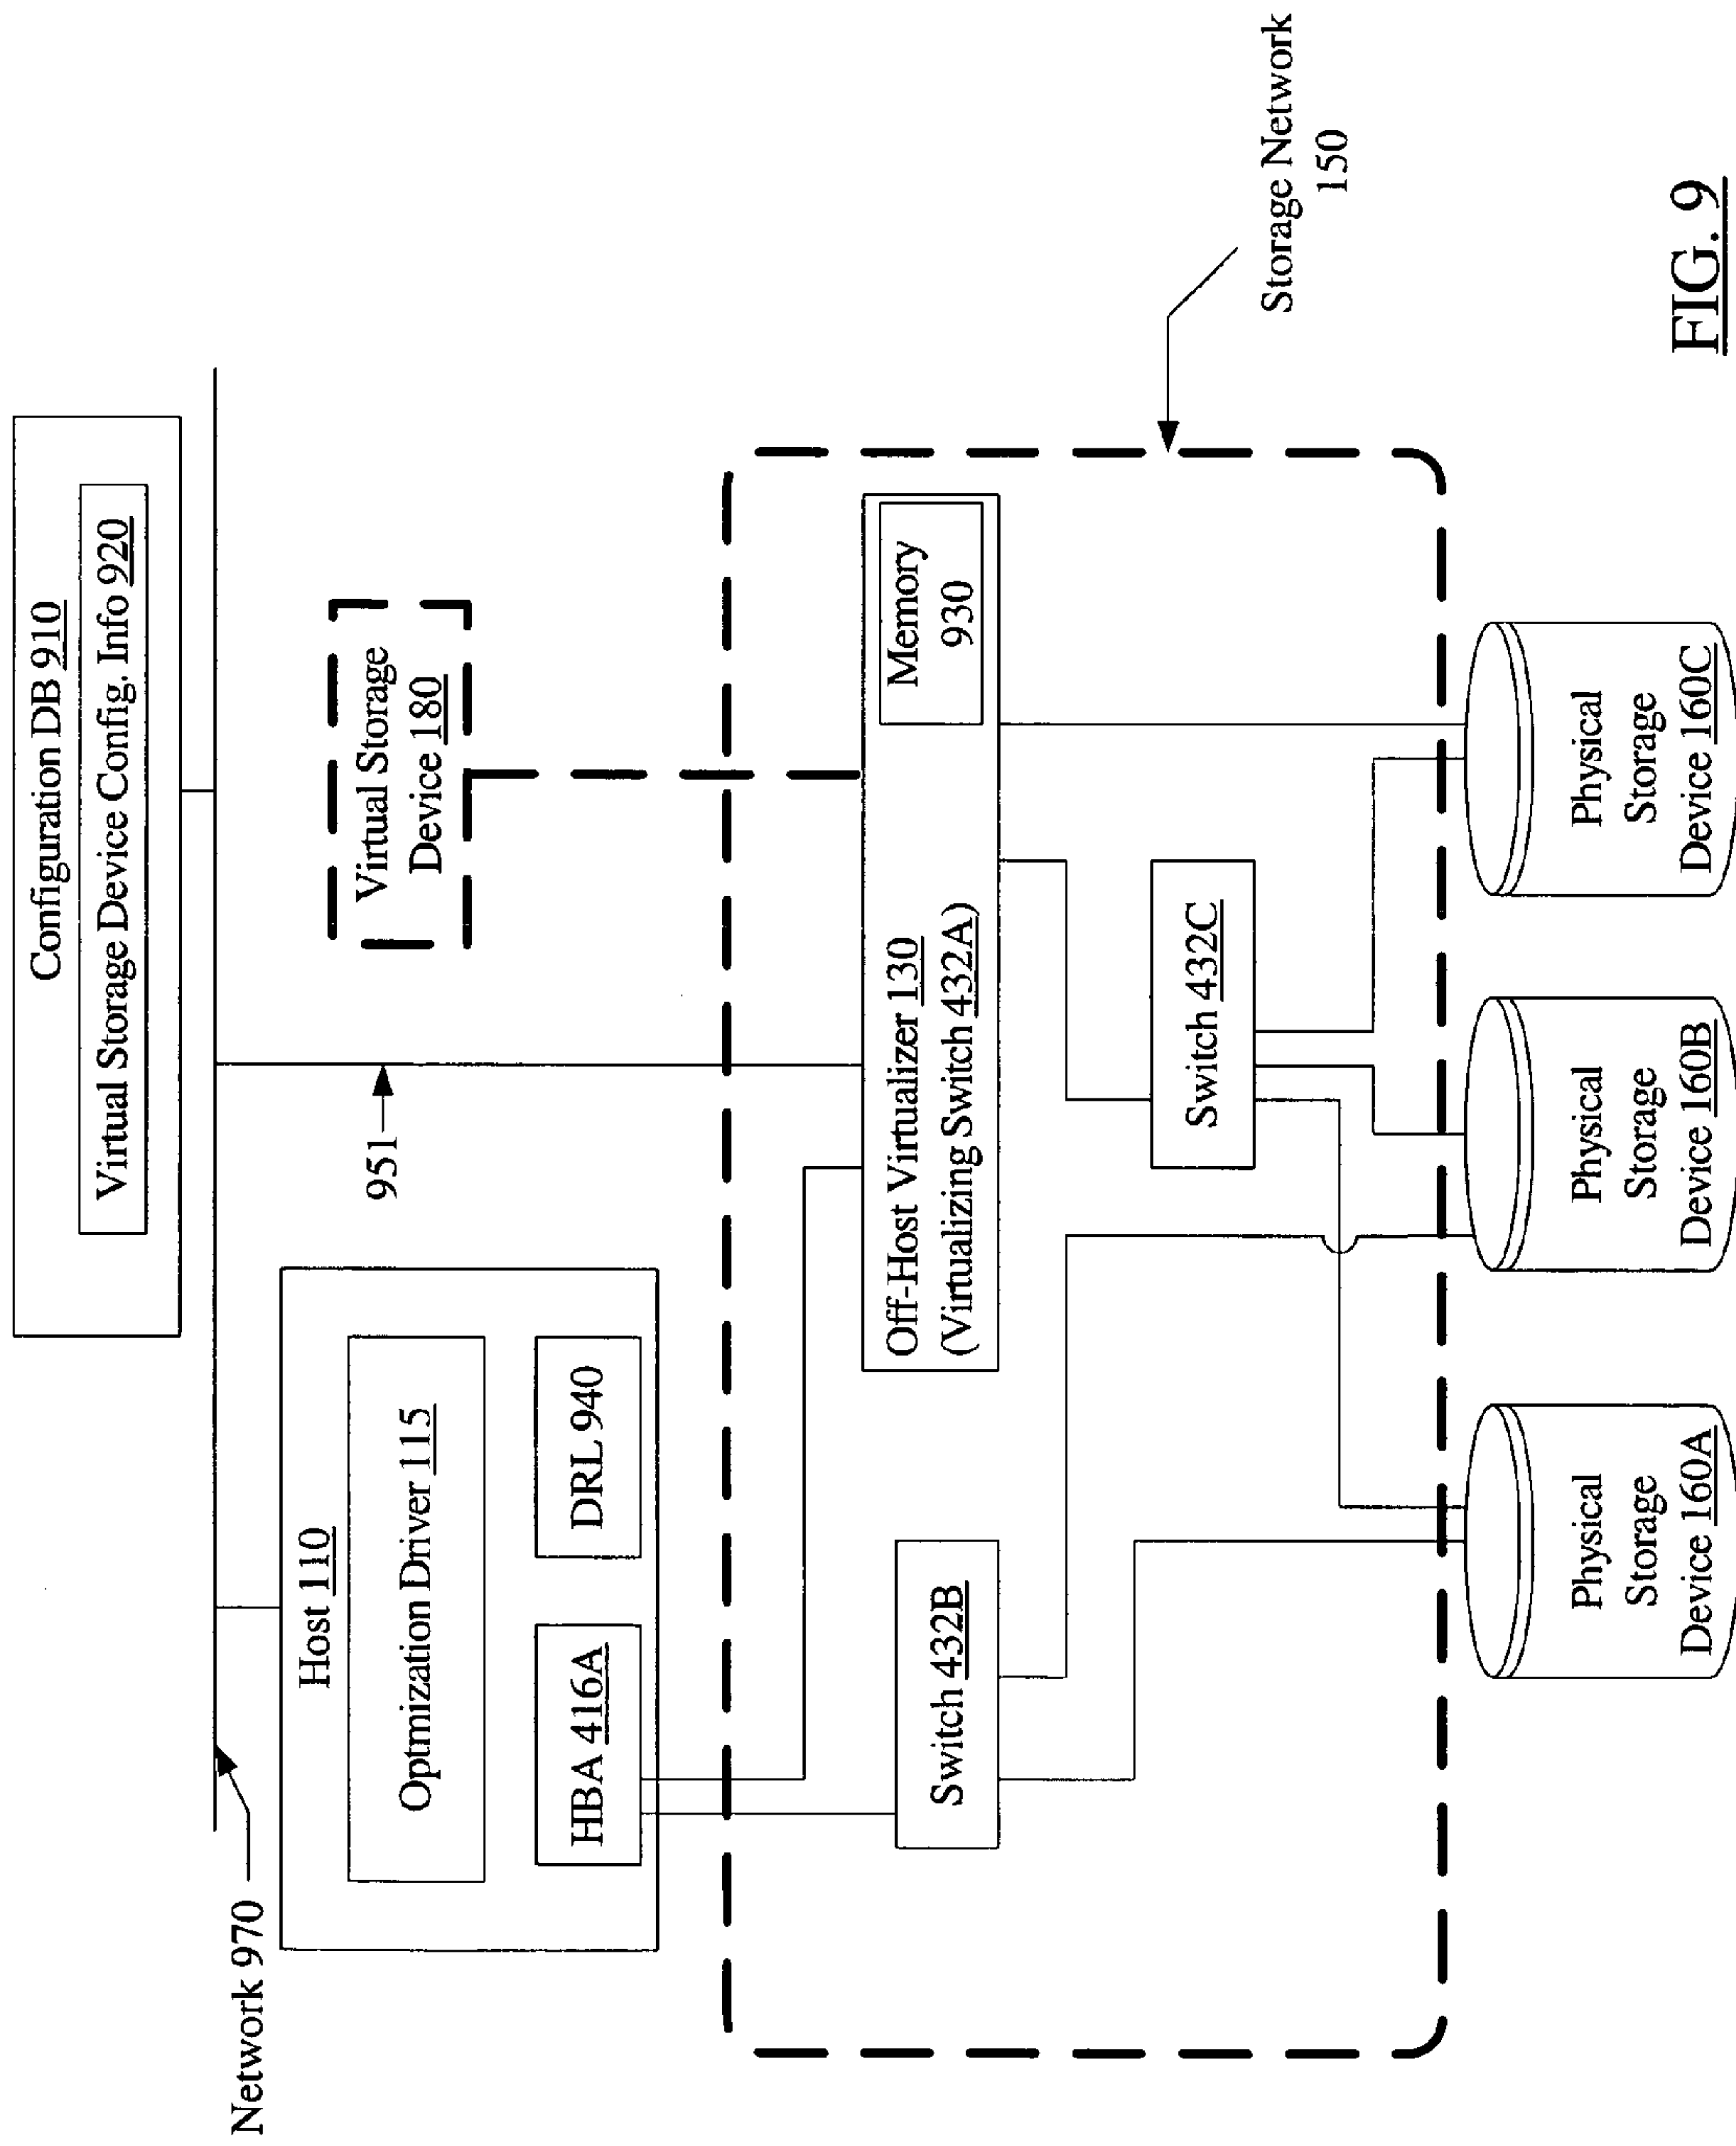 Configuration DB 910
Virtual Storage Device Config. Info 920
Network 970
Host 110
Optmization Driver 115
HBA 416A
DRL 940
951
Virtual Storage
Device 180
Off-Host Virtualizer 130
(Virtualizing Switch 432A)
Memory
930
Switch 432B
Switch 432C
Storage Network
150
Physical
Storage
Device 160A
Physical
Storage
Device 160B
Physical
Storage
Device 160C
FIG. 9